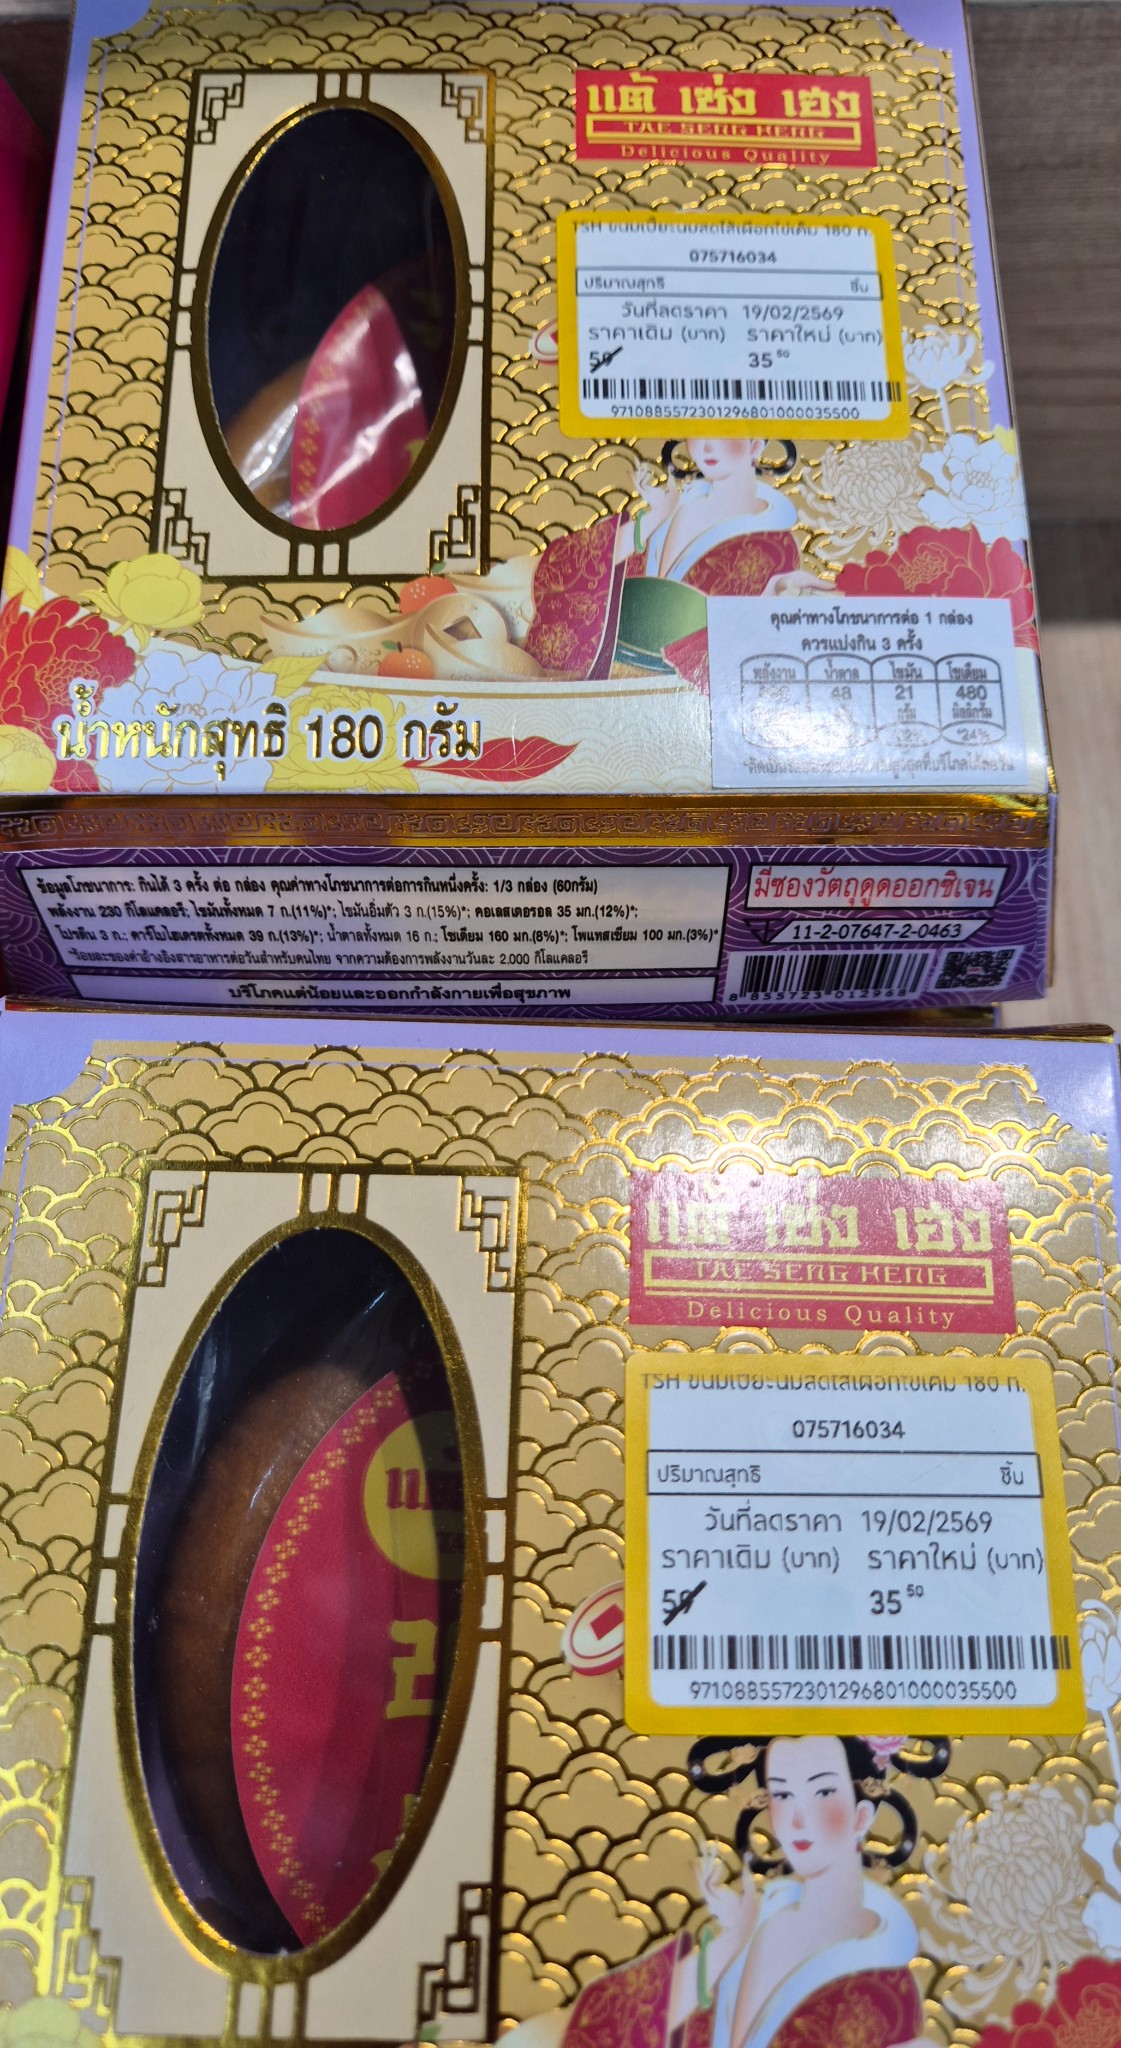 แต้ เซ่ง เฮง
TAE SENG HENG
Delicious Quality
TSH ขนมเปี๊ยะนมสดไส้เผือกไข่เค็ม 180 ก.
075716034
ปริมาณสุทธิ ชิ้น
วันที่ลดราคา 19/02/2569
ราคาเดิม (บาท) ราคาใหม่ (บาท)
59 35 50
9710885572301296801000035500
คุณค่าทางโภชนาการต่อ 1 กล่อง
ควรแบ่งกิน 3 ครั้ง
พลังงาน น้ำตาล ไขมัน โซเดียม
48 21 480
กรัม มิลลิกรัม
*24%
น้ำหนักสุทธิ 180 กรัม
ข้อมูลโภชนาการ: กินได้ 3 ครั้ง ต่อ กล่อง คุณค่าทางโภชนาการต่อการกินหนึ่งครั้ง: 1/3 กล่อง (60กรัม)
พลังงาน 230 กิโลแคลอรี; ไขมันทั้งหมด 7 ก.(11%)*; ไขมันอิ่มตัว 3 ก.(15%)*; คอเลสเตอรอล 35 มก.(12%)*;
โปรตีน 3 ก.; คาร์โบไฮเดรตทั้งหมด 39 ก.(13%)*; น้ำตาลทั้งหมด 16 ก.; โซเดียม 160 มก.(8%)*; โพแทสเซียม 100 มก.(3%)*
*ร้อยละของค่าอ้างอิงสารอาหารต่อวันสำหรับคนไทย จากความต้องการพลังงานวันละ 2,000 กิโลแคลอรี
บริโภคแต่น้อยและออกกำลังกายเพื่อสุขภาพ
มีซองวัตถุดูดออกซิเจน
11-2-07647-2-0463
8 855723 012968
แต้ เซ่ง เฮง
TAE SENG HENG
Delicious Quality
TSH ขนมเปี๊ยะนมสดไส้เผือกไข่เค็ม 180 ก.
075716034
ปริมาณสุทธิ ชิ้น
วันที่ลดราคา 19/02/2569
ราคาเดิม (บาท) ราคาใหม่ (บาท)
59 35 50
9710885572301296801000035500